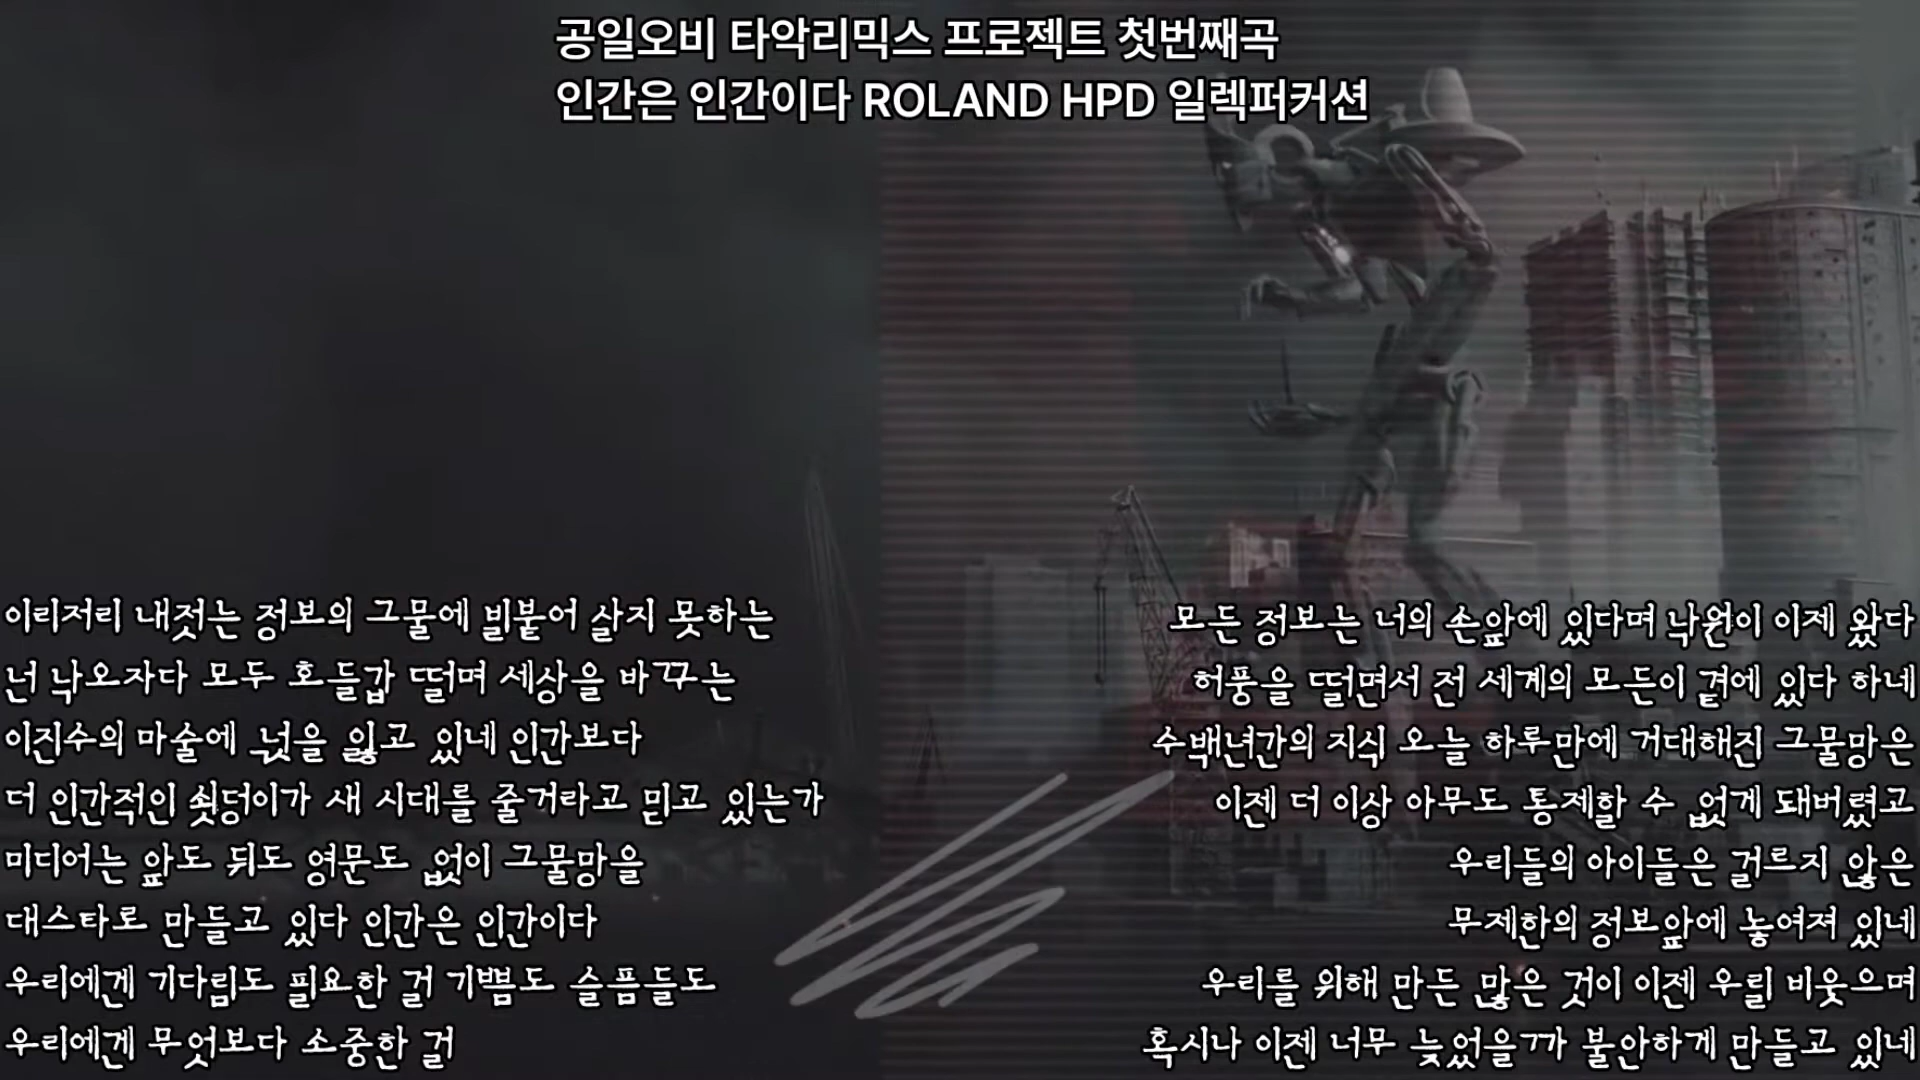 공일오비 타악리믹스 프로젝트 첫번째곡
인간은 인간이다 ROLAND HPD 일렉퍼커션
이리저리 내젓는 정보의 그물에 빌붙어 살지 못하는
넌 낙오자다 모두 호들갑 떨며 세상을 바꾸는
이진수의 마술에 넋을 잃고 있네 인간보다
더 인간적인 쇳덩이가 새 시대를 줄거라고 믿고 있는가
미디어는 앞도 뒤도 영문도 없이 그물망을
대스타로 만들고 있다 인간은 인간이다
우리에겐 기다림도 필요한 걸 기쁨도 슬픔들도
우리에겐 무엇보다 소중한 걸
모든 정보는 너의 손앞에 있다며 낙원이 이제 왔다
허풍을 떨면서 전 세계의 모든이 곁에 있다 하네
수백년간의 지식 오늘 하루만에 거대해진 그물망은
이젠 더 이상 아무도 통제할 수 없게 돼버렸고
우리들의 아이들은 걸르지 않은
무제한의 정보앞에 놓여져 있네
우리를 위해 만든 많은 것이 이젠 우릴 비웃으며
혹시나 이젠 너무 늦었을까 불안하게 만들고 있네